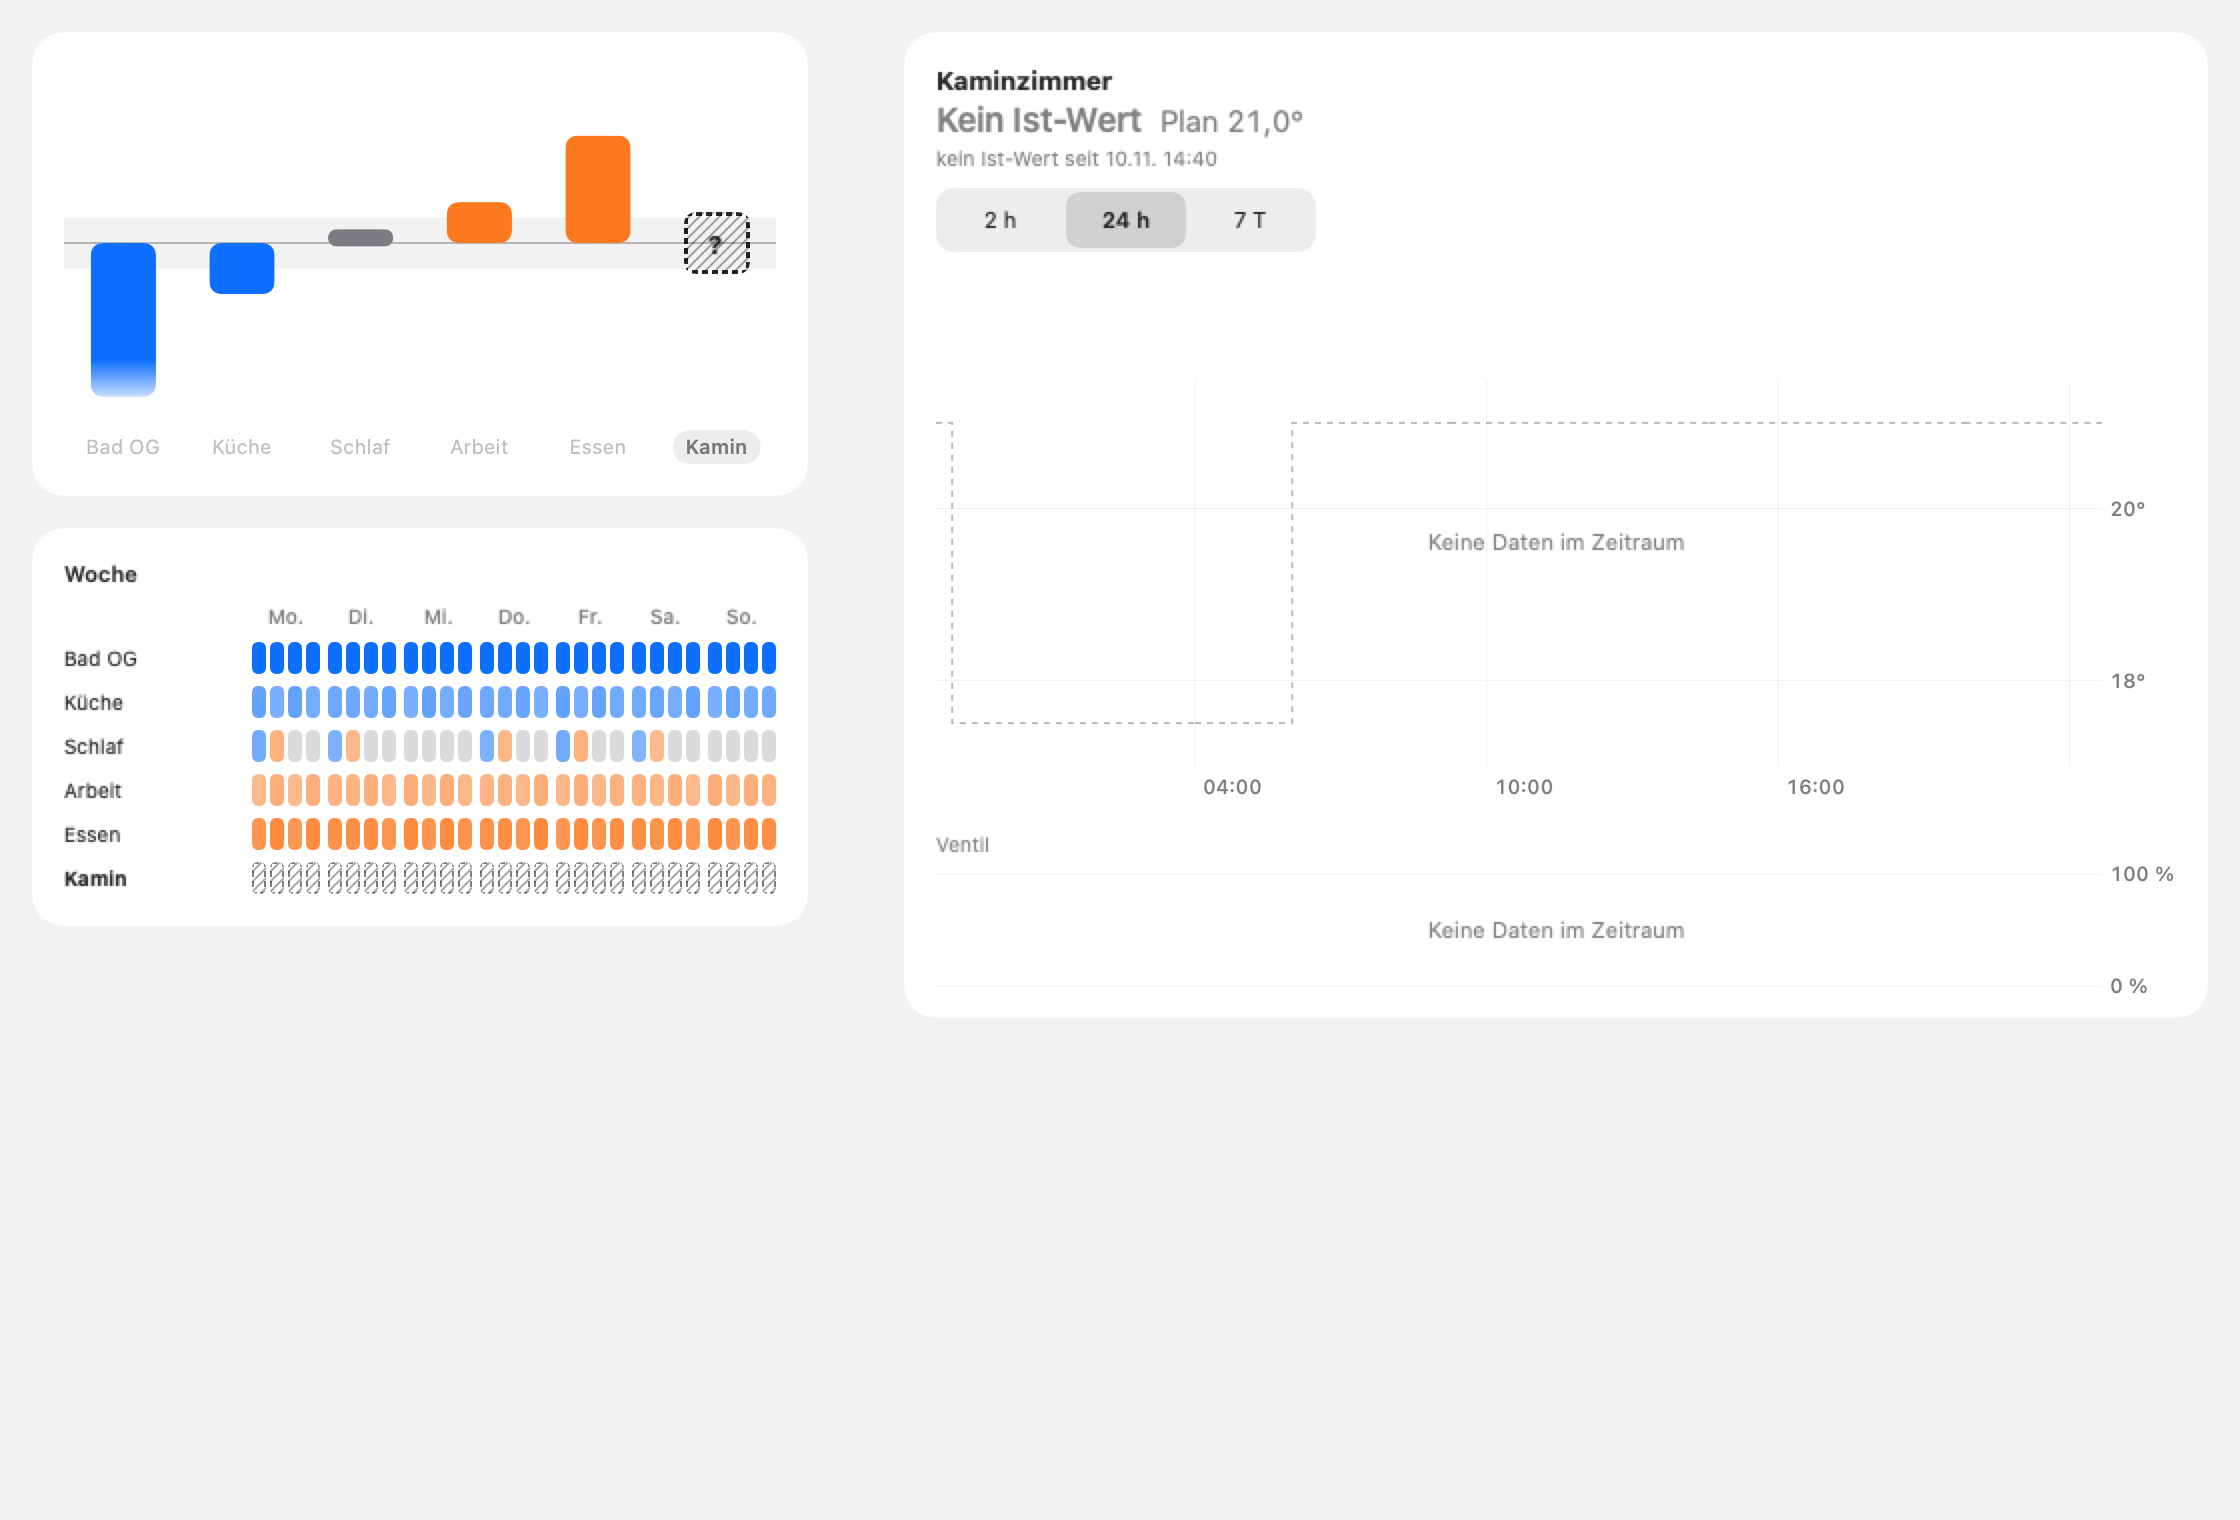 ?
Bad OG Küche Schlaf Arbeit Essen Kamin
Woche
Mo. Di. Mi. Do. Fr. Sa. So.
Bad OG
Küche
Schlaf
Arbeit
Essen
Kamin
Kaminzimmer
Kein Ist-Wert Plan 21,0°
kein Ist-Wert seit 10.11. 14:40
2 h 24 h 7 T
20°
Keine Daten im Zeitraum
18°
04:00 10:00 16:00
Ventil
100 %
Keine Daten im Zeitraum
0 %